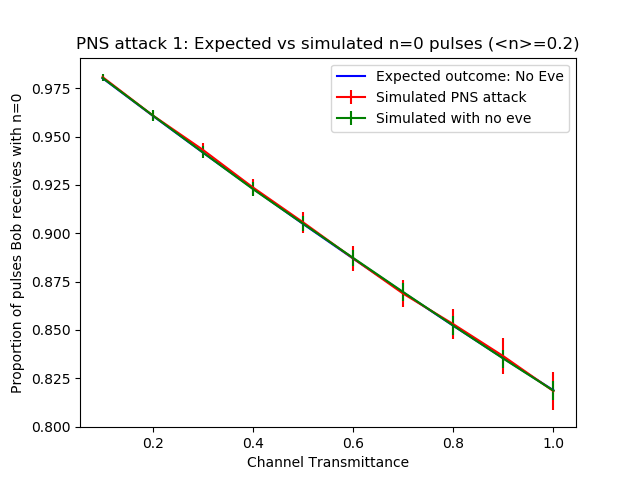 PNS attack 1: Expected vs simulated n=0 pulses (<n>=0.2)
Expected outcome: No Eve
Simulated PNS attack
Simulated with no eve
Proportion of pulses Bob receives with n=0
0.975
0.950
0.925
0.900
0.875
0.850
0.825
0.800
0.2 0.4 0.6 0.8 1.0
Channel Transmittance